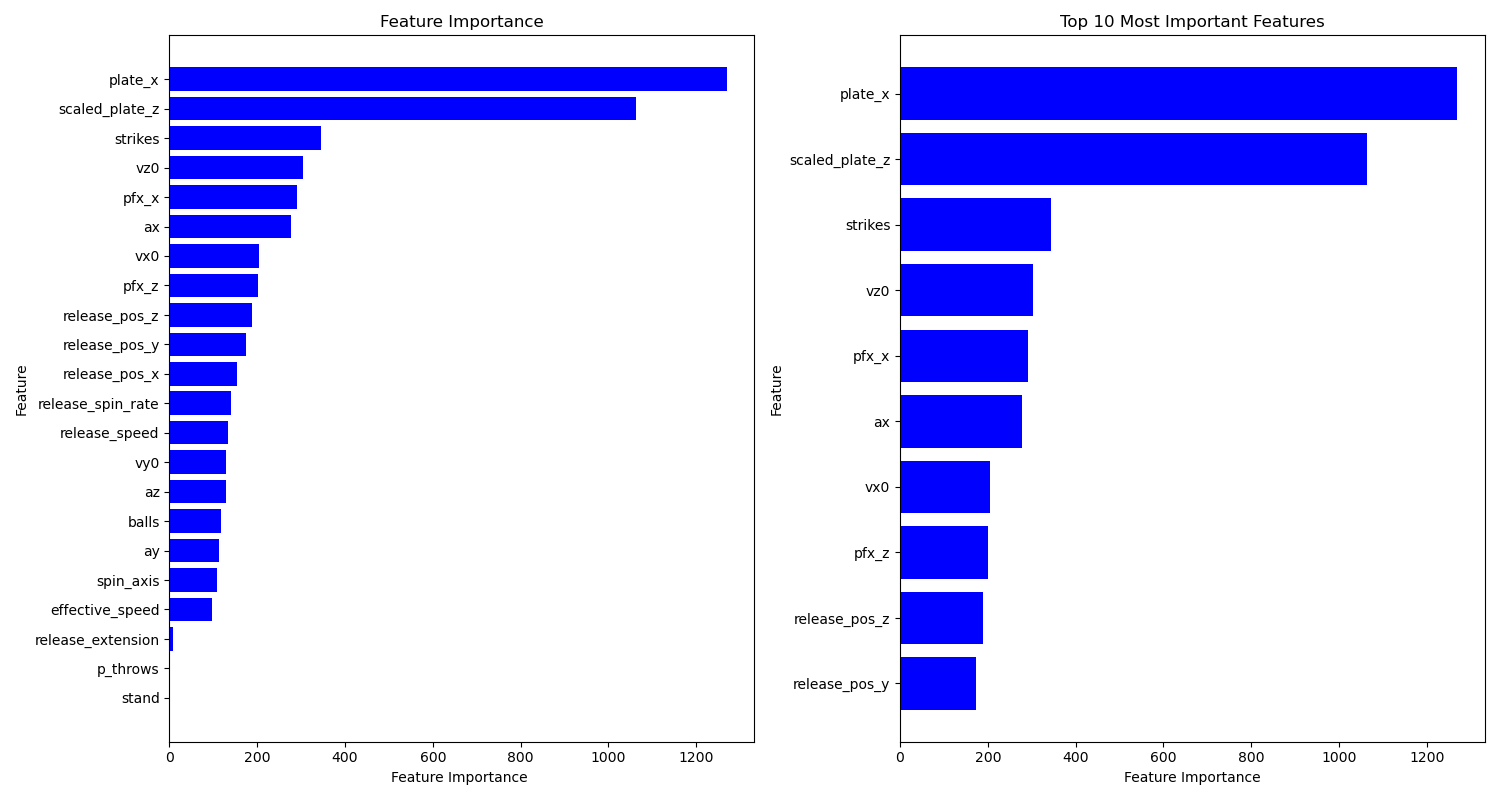 Feature Importance
plate_x
scaled_plate_z
strikes
vz0
pfx_x
ax
vx0
pfx_z
release_pos_z
release_pos_y
release_pos_x
release_spin_rate
release_speed
vy0
az
balls
ay
spin_axis
effective_speed
release_extension
p_throws
stand
Feature
0 200 400 600 800 1000 1200
Feature Importance
Top 10 Most Important Features
plate_x
scaled_plate_z
strikes
vz0
pfx_x
ax
vx0
pfx_z
release_pos_z
release_pos_y
Feature
0 200 400 600 800 1000 1200
Feature Importance